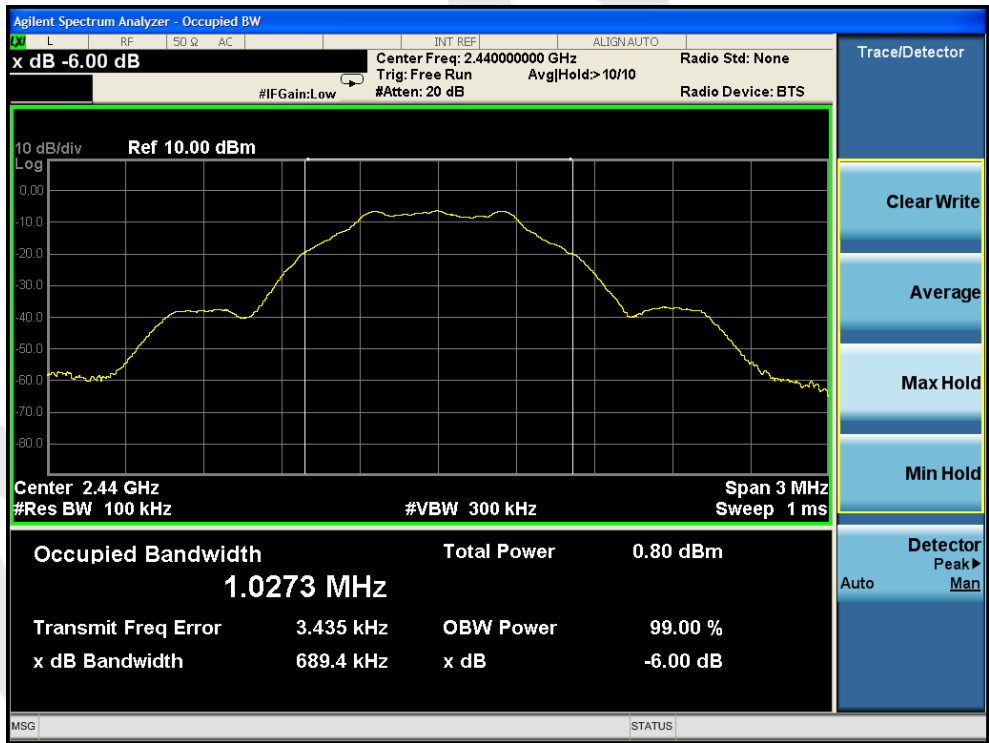 Agilent Spectrum Analyzer - Occupied BW
LXI L RF 50 Ω AC INT REF ALIGN AUTO
x dB -6.00 dB
Center Freq: 2.440000000 GHz
Radio Std: None
Trig: Free Run Avg|Hold:> 10/10
#IFGain:Low
#Atten: 20 dB
Radio Device: BTS
10 dB/div Ref 10.00 dBm
Log
0.00
-10.0
-20.0
-30.0
-40.0
-50.0
-60.0
-70.0
-80.0
Center 2.44 GHz Span 3 MHz
#Res BW 100 kHz #VBW 300 kHz Sweep 1 ms
Occupied Bandwidth Total Power 0.80 dBm
1.0273 MHz
Transmit Freq Error 3.435 kHz OBW Power 99.00 %
x dB Bandwidth 689.4 kHz x dB -6.00 dB
MSG STATUS
Trace/Detector
Clear Write
Average
Max Hold
Min Hold
Detector
Peak▶
Auto Man